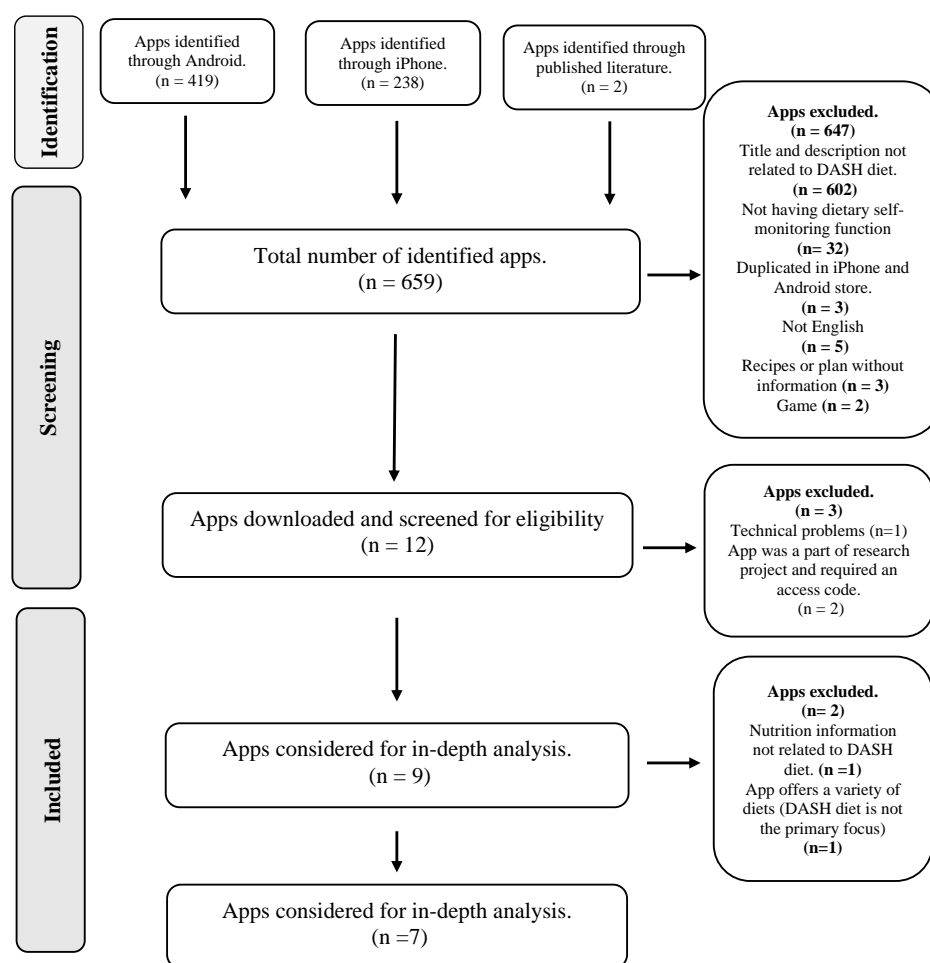 Identification
Apps identified
through Android.
(n = 419)
Apps identified
through iPhone.
(n = 238)
Apps identified through
published literature.
(n = 2)
Apps excluded.
(n = 647)
Title and description not
related to DASH diet.
(n = 602)
Not having dietary self-
monitoring function
(n= 32)
Duplicated in iPhone and
Android store.
(n = 3)
Not English
(n = 5)
Recipes or plan without
information (n = 3)
Game (n = 2)
Screening
Total number of identified apps.
(n = 659)
Apps downloaded and screened for eligibility
(n = 12)
Apps excluded.
(n = 3)
Technical problems (n=1)
App was a part of research
project and required an
access code.
(n = 2)
Included
Apps considered for in-depth analysis.
(n = 9)
Apps excluded.
(n= 2)
Nutrition information
not related to DASH
diet. (n =1)
App offers a variety of
diets (DASH diet is not
the primary focus)
(n=1)
Apps considered for in-depth analysis.
(n =7)